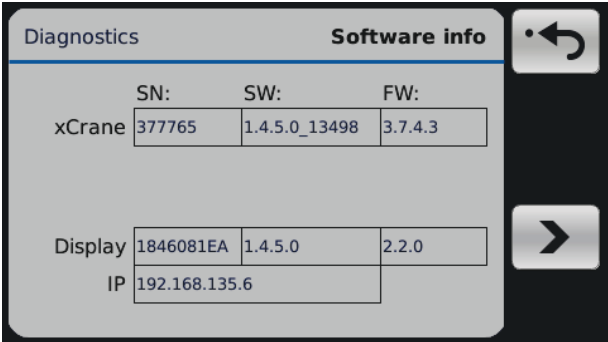 Diagnostics Software info
SN: SW: FW:
xCrane 377765 1.4.5.0_13498 3.7.4.3
Display 1846081EA 1.4.5.0 2.2.0
IP 192.168.135.6